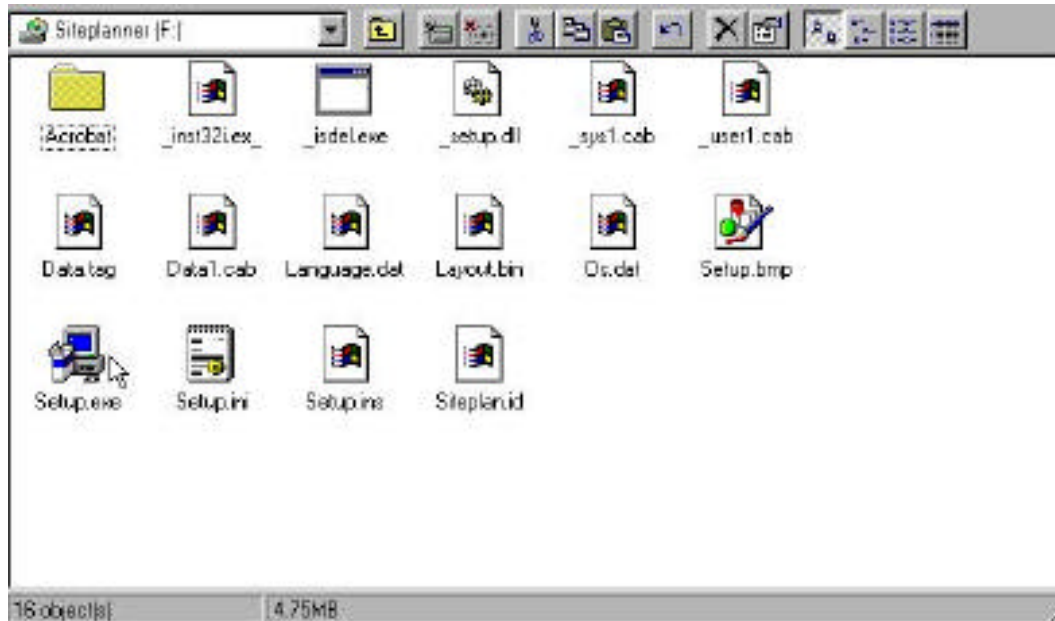 Siteplanner (F:)
Acrobat _inst32i.ex_ _isdel.exe _setup.dll _sys1.cab _user1.cab
Data.tag Data1.cab Language.dat Layout.bin Os.dat Setup.bmp
Setup.exe Setup.ini Setup.ins Siteplan.id
16 object(s) 4.75MB